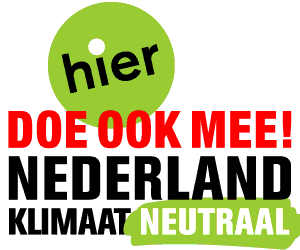 hier
DOE OOK MEE!
NEDERLAND
KLIMAAT NEUTRAAL